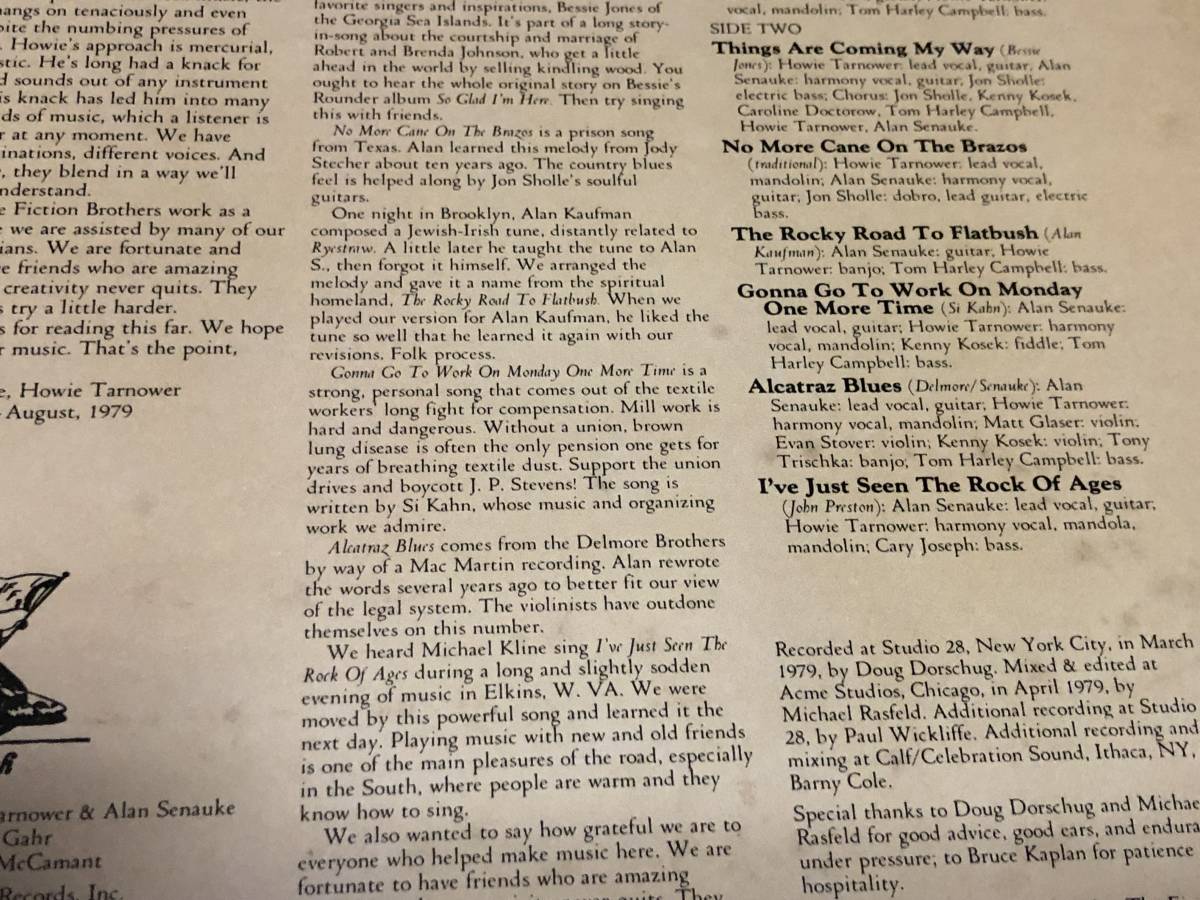 angs on tenaciously and even
ite the numbing pressures of
. Howie's approach is mercurial,
stic. He's long had a knack for
d sounds out of any instrument
is knack has led him into many
ds of music, which a listener is
r at any moment. We have
inations, different voices. And
, they blend in a way we'll
nderstand.
e Fiction Brothers work as a
e we are assisted by many of our
ians. We are fortunate and
e friends who are amazing
creativity never quits. They
s try a little harder.
s for reading this far. We hope
r music. That's the point,
e, Howie Tarnower
August, 1979
arnower & Alan Senauke
Gahr
McCamant
Records, Inc.
favorite singers and inspirations, Bessie Jones of
the Georgia Sea Islands. It's part of a long story-
in-song about the courtship and marriage of
Robert and Brenda Johnson, who get a little
ahead in the world by selling kindling wood. You
ought to hear the whole original story on Bessie's
Rounder album So Glad I'm Here. Then try singing
this with friends.
No More Cane On The Brazos is a prison song
from Texas. Alan learned this melody from Jody
Stecher about ten years ago. The country blues
feel is helped along by Jon Sholle's soulful
guitars.
One night in Brooklyn, Alan Kaufman
composed a Jewish-Irish tune, distantly related to
Ryestraw. A little later he taught the tune to Alan
S., then forgot it himself. We arranged the
melody and gave it a name from the spiritual
homeland, The Rocky Road To Flatbush. When we
played our version for Alan Kaufman, he liked the
tune so well that he learned it again with our
revisions. Folk process.
Gonna Go To Work On Monday One More Time is a
strong, personal song that comes out of the textile
workers' long fight for compensation. Mill work is
hard and dangerous. Without a union, brown
lung disease is often the only pension one gets for
years of breathing textile dust. Support the union
drives and boycott J. P. Stevens! The song is
written by Si Kahn, whose music and organizing
work we admire.
Alcatraz Blues comes from the Delmore Brothers
by way of a Mac Martin recording. Alan rewrote
the words several years ago to better fit our view
of the legal system. The violinists have outdone
themselves on this number.
We heard Michael Kline sing I've Just Seen The
Rock Of Ages during a long and slightly sodden
evening of music in Elkins, W. VA. We were
moved by this powerful song and learned it the
next day. Playing music with new and old friends
is one of the main pleasures of the road, especially
in the South, where people are warm and they
know how to sing.
We also wanted to say how grateful we are to
everyone who helped make music here. We are
fortunate to have friends who are amazing
They
vocal, mandolin; Tom Harley Campbell: bass.
SIDE TWO
Things Are Coming My Way (Bessie
Jones): Howie Tarnower: lead vocal, guitar, Alan
Senauke: harmony vocal, guitar, Jon Sholle:
electric bass; Chorus: Jon Sholle, Kenny Kosek,
Caroline Doctorow, Tom Harley Campbell,
Howie Tarnower, Alan Senauke.
No More Cane On The Brazos
(traditional): Howie Tarnower: lead vocal,
mandolin; Alan Senauke: harmony vocal,
guitar; Jon Sholle: dobro, lead guitar, electric
bass.
The Rocky Road To Flatbush (Alan
Kaufman): Alan Senauke: guitar; Howie
Tarnower: banjo; Tom Harley Campbell: bass.
Gonna Go To Work On Monday
One More Time (Si Kahn): Alan Senauke:
lead vocal, guitar; Howie Tarnower: harmony
vocal, mandolin; Kenny Kosek: fiddle; Tom
Harley Campbell: bass.
Alcatraz Blues (Delmore/Senauke): Alan
Senauke: lead vocal, guitar; Howie Tarnower:
harmony vocal, mandolin; Matt Glaser: violin;
Evan Stover: violin; Kenny Kosek: violin; Tony
Trischka: banjo; Tom Harley Campbell: bass.
I've Just Seen The Rock Of Ages
(John Preston): Alan Senauke: lead vocal, guitar;
Howie Tarnower: harmony vocal, mandola,
mandolin; Cary Joseph: bass.
Recorded at Studio 28, New York City, in March
1979, by Doug Dorschug. Mixed & edited at
Acme Studios, Chicago, in April 1979, by
Michael Rasfeld. Additional recording at Studio
28, by Paul Wickliffe. Additional recording and
mixing at Calf/Celebration Sound, Ithaca, NY,
Barny Cole.
Special thanks to Doug Dorschug and Michae
Rasfeld for good advice, good ears, and endura
under pressure; to Bruce Kaplan for patience
hospitality.